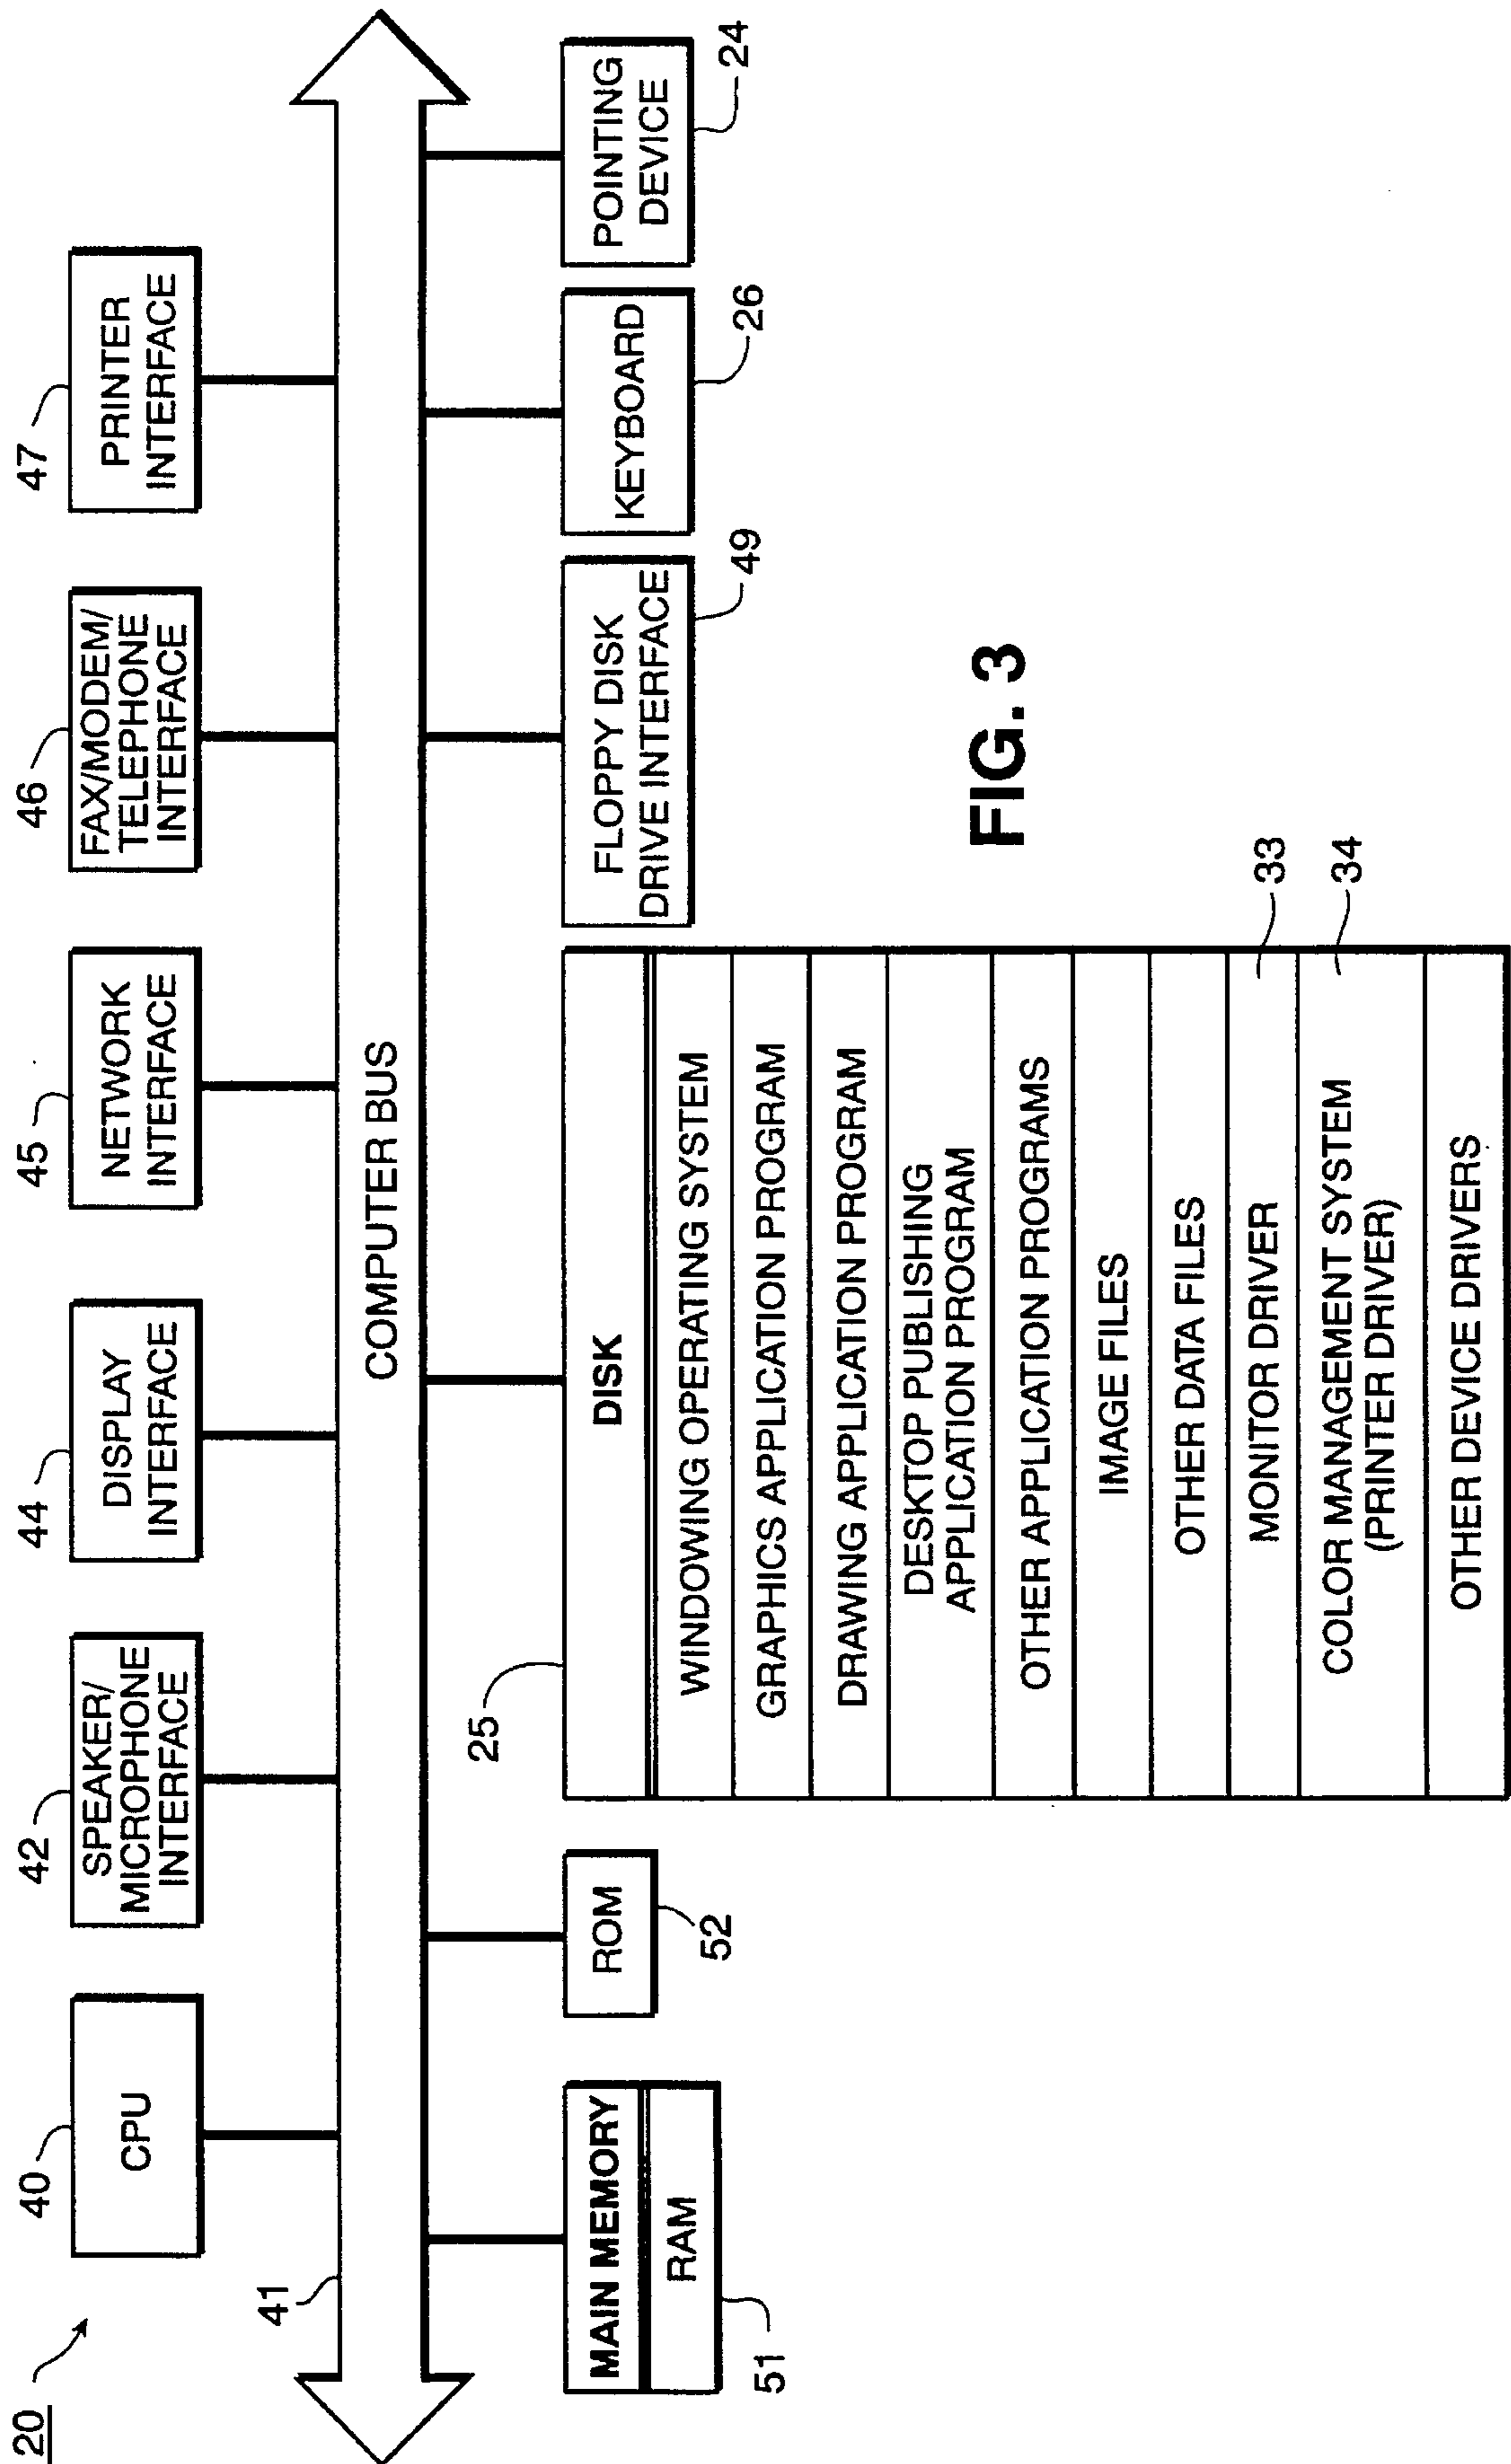 20
40
42
44
45
46
47
CPU
SPEAKER/
MICROPHONE
INTERFACE
DISPLAY
INTERFACE
NETWORK
INTERFACE
FAX/MODEM/
TELEPHONE
INTERFACE
PRINTER
INTERFACE
41
COMPUTER BUS
MAIN MEMORY
RAM
51
ROM
52
25
DISK
WINDOWING OPERATING SYSTEM
GRAPHICS APPLICATION PROGRAM
DRAWING APPLICATION PROGRAM
DESKTOP PUBLISHING
APPLICATION PROGRAM
OTHER APPLICATION PROGRAMS
IMAGE FILES
OTHER DATA FILES
MONITOR DRIVER
33
COLOR MANAGEMENT SYSTEM
(PRINTER DRIVER)
34
OTHER DEVICE DRIVERS
FLOPPY DISK
DRIVE INTERFACE
49
KEYBOARD
26
POINTING
DEVICE
24
FIG. 3